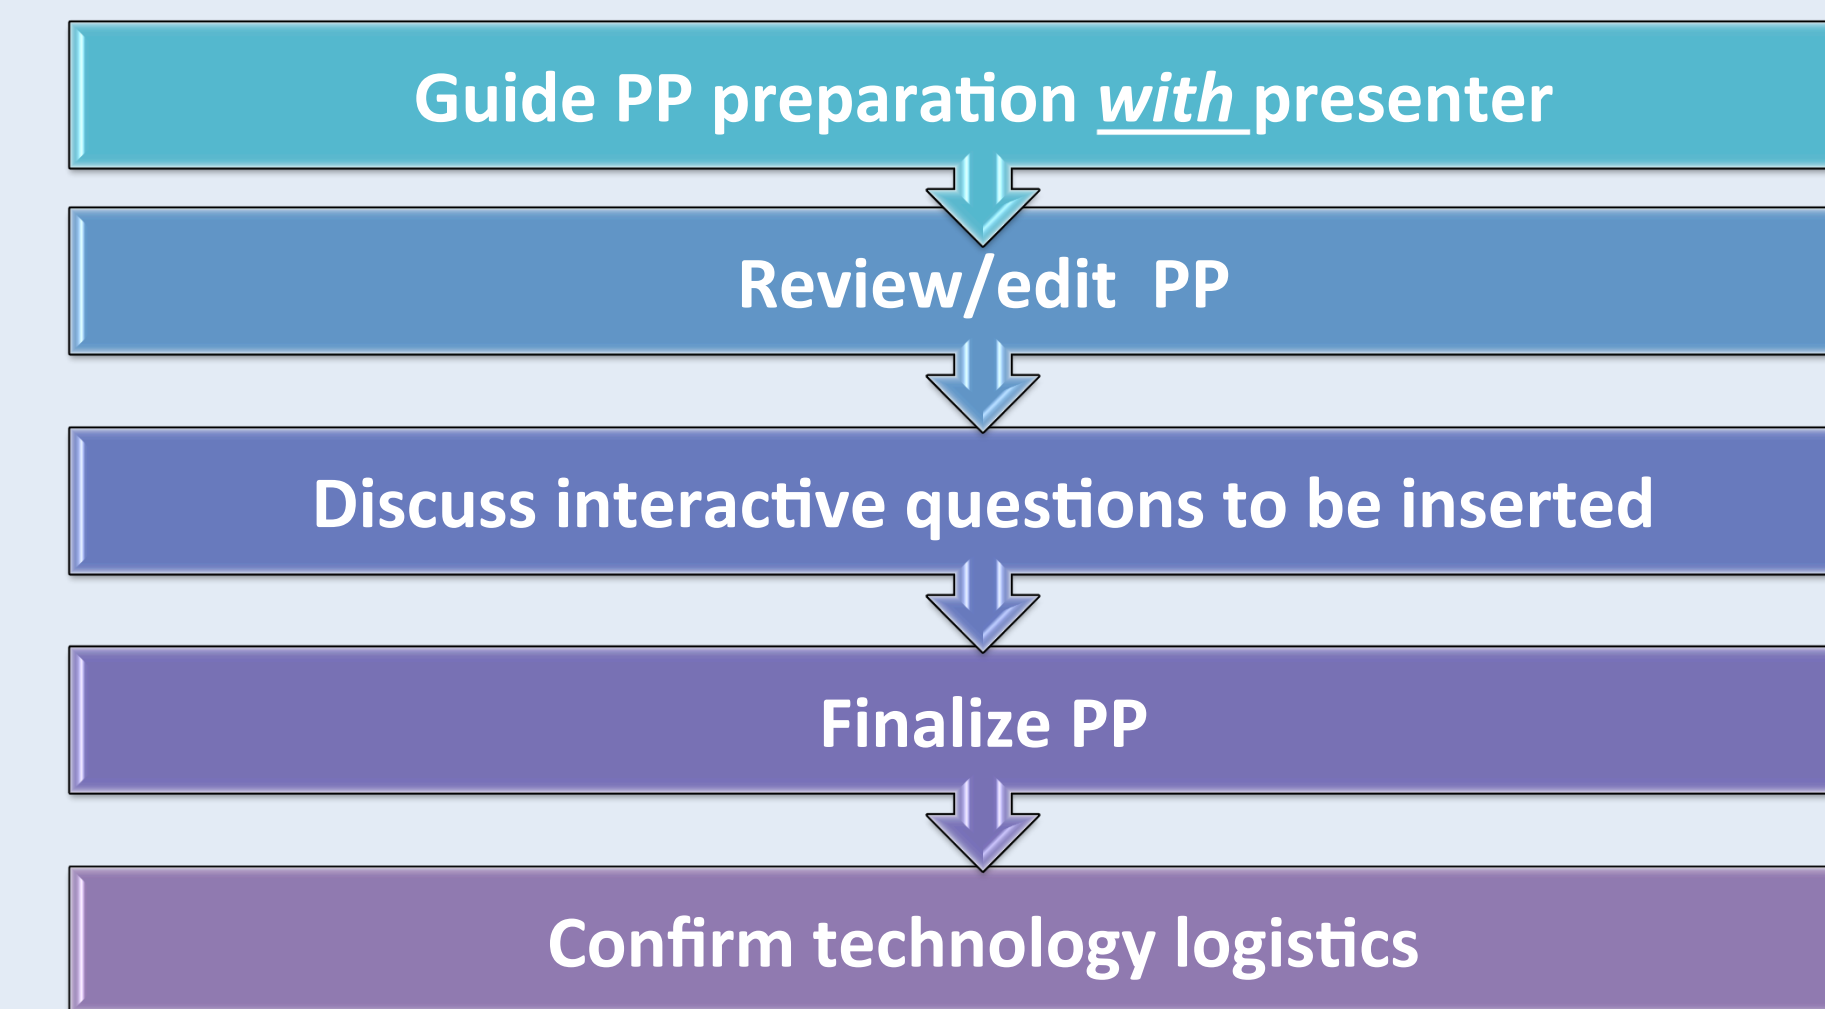 Guide PP preparation with presenter
Review/edit  PP
Discuss interactive questions to be inserted
Finalize PP
Confirm technology logistics